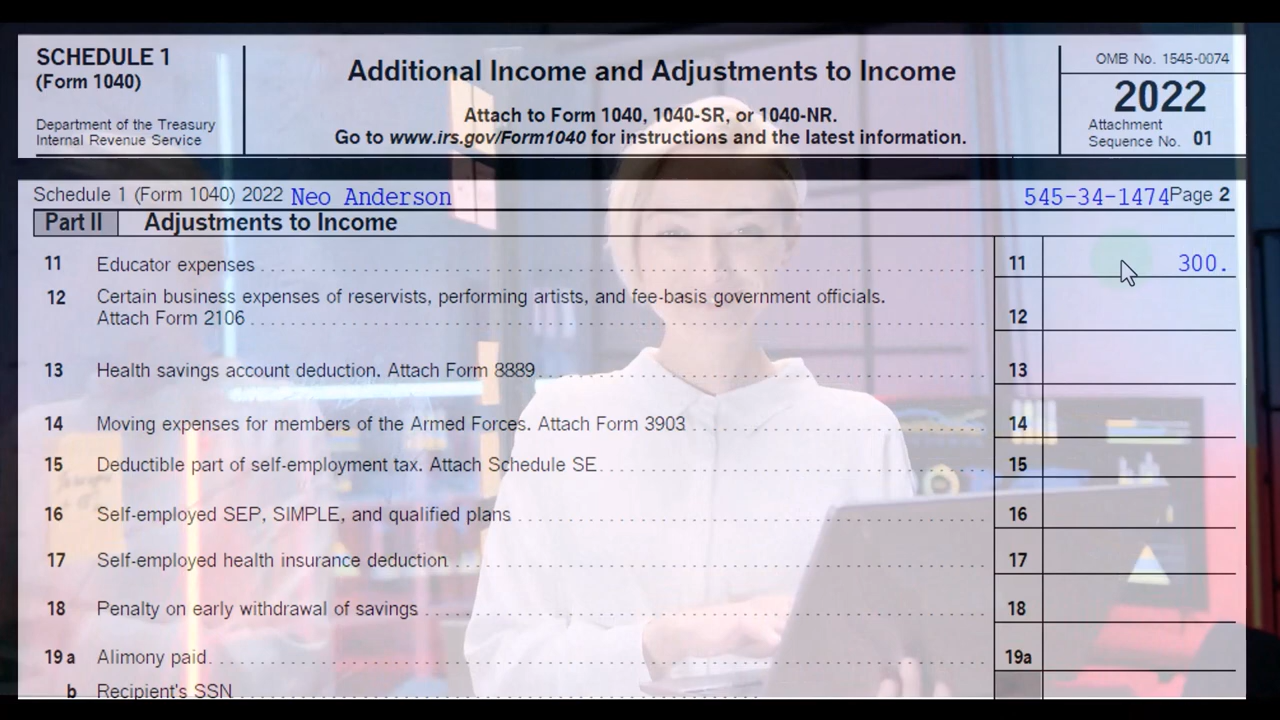 SCHEDULE 1
(Form 1040)
Department of the Treasury
Internal Revenue Service
Additional Income and Adjustments to Income
Attach to Form 1040, 1040-SR, or 1040-NR.
Go to www.irs.gov/Form1040 for instructions and the latest information.
OMB No. 1545-0074
2022
Attachment
Sequence No. 01
Schedule 1 (Form 1040) 2022 Neo Anderson 545-34-1474 Page 2
Part II Adjustments to Income
11 Educator expenses 11 300.
12 Certain business expenses of reservists, performing artists, and fee-basis government officials.
Attach Form 2106 12
13 Health savings account deduction. Attach Form 8889 13
14 Moving expenses for members of the Armed Forces. Attach Form 3903 14
15 Deductible part of self-employment tax. Attach Schedule SE 15
16 Self-employed SEP, SIMPLE, and qualified plans 16
17 Self-employed health insurance deduction 17
18 Penalty on early withdrawal of savings 18
19a Alimony paid 19a
b Recipient's SSN